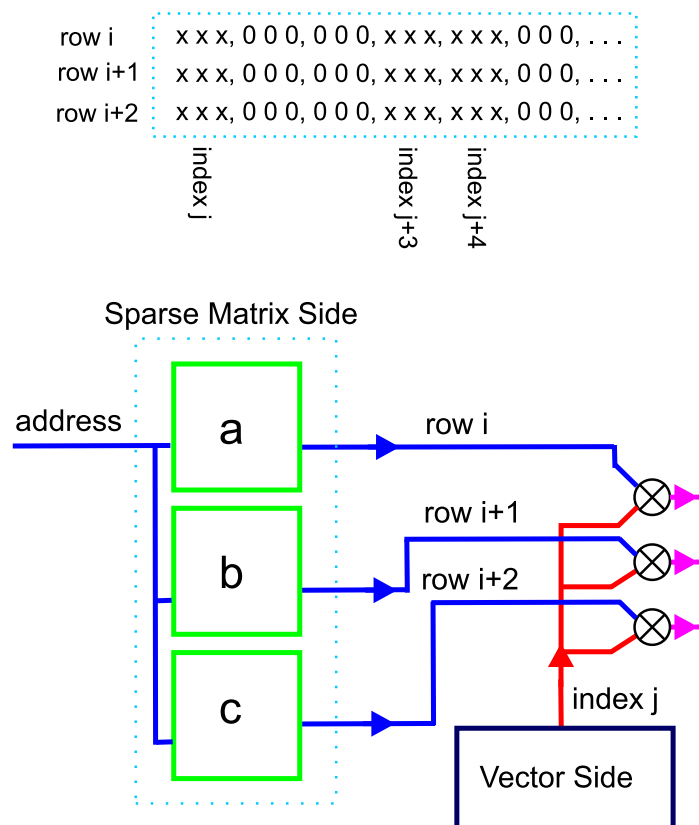 row i x x x, 0 0 0, 0 0 0, x x x, x x x, 0 0 0, . . .
row i+1 x x x, 0 0 0, 0 0 0, x x x, x x x, 0 0 0, . . .
row i+2 x x x, 0 0 0, 0 0 0, x x x, x x x, 0 0 0, . . .
index j
index j+3
index j+4
Sparse Matrix Side
address
a
row i
row i+1
b
row i+2
c
index j
Vector Side